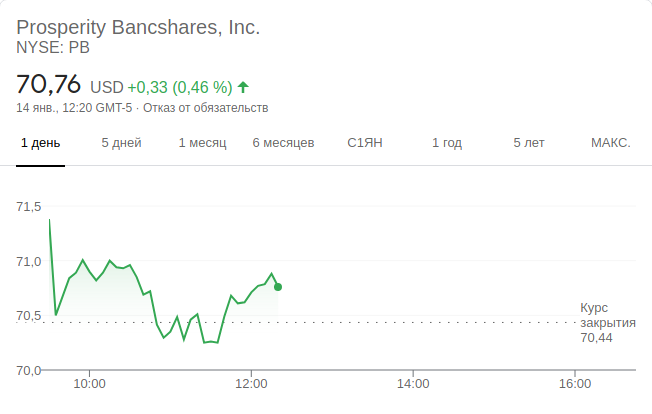 Prosperity Bancshares, Inc.
NYSE: PB
70,76 USD +0,33 (0,46 %)
14 янв., 12:20 GMT-5 · Отказ от обязательств
1 день 5 дней 1 месяц 6 месяцев С1ЯН 1 год 5 лет МАКС.
71,5
71,0
70,5
Курс
закрытия
70,44
70,0
10:00 12:00 14:00 16:00